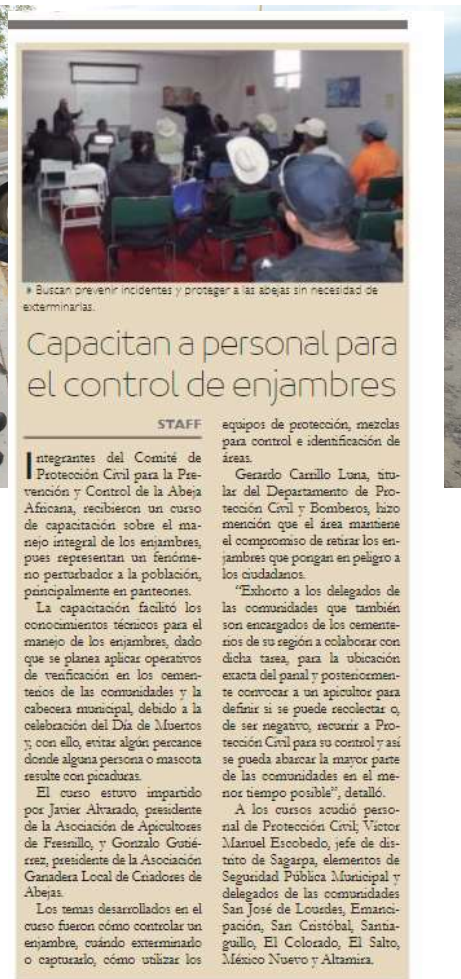 » Buscan prevenir incidentes y proteger a las abejas sin necesidad de
exterminarlas.
Capacitan a personal para
el control de enjambres
STAFF
Integrantes del Comité de
Protección Civil para la Pre-
vención y Control de la Abeja
Africana, recibieron un curso
de capacitación sobre el ma-
nejo integral de los enjambres,
pues representan un fenóme-
no perturbador a la población,
principalmente en panteones.
La capacitación facilitó los
conocimientos técnicos para el
manejo de los enjambres, dado
que se planea aplicar operativos
de verificación en los cemen-
terios de las comunidades y la
cabecera municipal, debido a la
celebración del Día de Muertos
y, con ello, evitar algún percance
donde alguna persona o mascota
resulte con picaduras.
El curso estuvo impartido
por Javier Alvarado, presidente
de la Asociación de Apicultores
de Fresnillo, y Gonzalo Gutié-
rrez, presidente de la Asociación
Ganadera Local de Criadores de
Abejas.
Los temas desarrollados en el
curso fueron cómo controlar un
enjambre, cuándo exterminarlo
o capturarlo, cómo utilizar los
equipos de protección, mezclas
para control e identificación de
áreas.
Gerardo Carrillo Luna, titu-
lar del Departamento de Pro-
tección Civil y Bomberos, hizo
mención que el área mantiene
el compromiso de retirar los en-
jambres que pongan en peligro a
los ciudadanos.
“Exhorto a los delegados de
las comunidades que también
son encargados de los cemente-
rios de su región a colaborar con
dicha tarea, para la ubicación
exacta del panal y posteriormen-
te convocar a un apicultor para
definir si se puede recolectar o,
de ser negativo, recurrir a Pro-
tección Civil para su control y así
se pueda abarcar la mayor parte
de las comunidades en el me-
nor tiempo posible”, detalló.
A los cursos acudió perso-
nal de Protección Civil; Víctor
Manuel Escobedo, jefe de dis-
trito de Sagarpa, elementos de
Seguridad Pública Municipal y
delegados de las comunidades
San José de Lourdes, Emanci-
pación, San Cristóbal, Santia-
guillo, El Colorado, El Salto,
México Nuevo y Altamira.